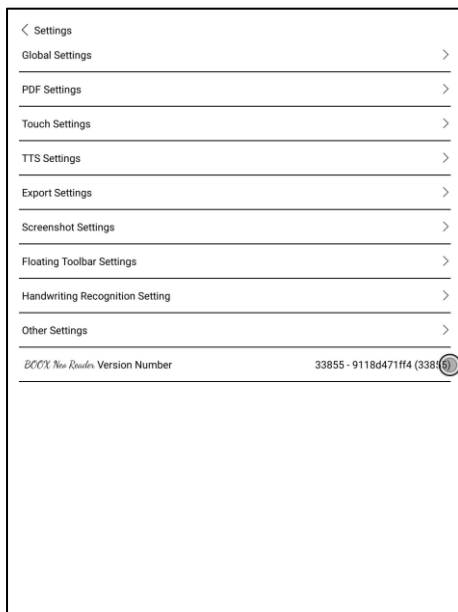 Settings
Global Settings
PDF Settings
Touch Settings
TTS Settings
Export Settings
Screenshot Settings
Floating Toolbar Settings
Handwriting Recognition Setting
Other Settings
BOOX Neo Reader Version Number 33855 - 9118d471ff4 (33855)